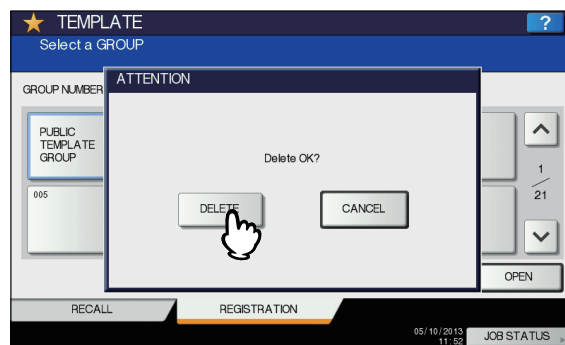 TEMPLATE
?
Select a GROUP
ATTENTION
GROUP NUMBER
PUBLIC
TEMPLATE
GROUP
Delete OK?
1
21
005
DELETE
CANCEL
OPEN
RECALL
REGISTRATION
05/10/2013
11:52
JOB STATUS